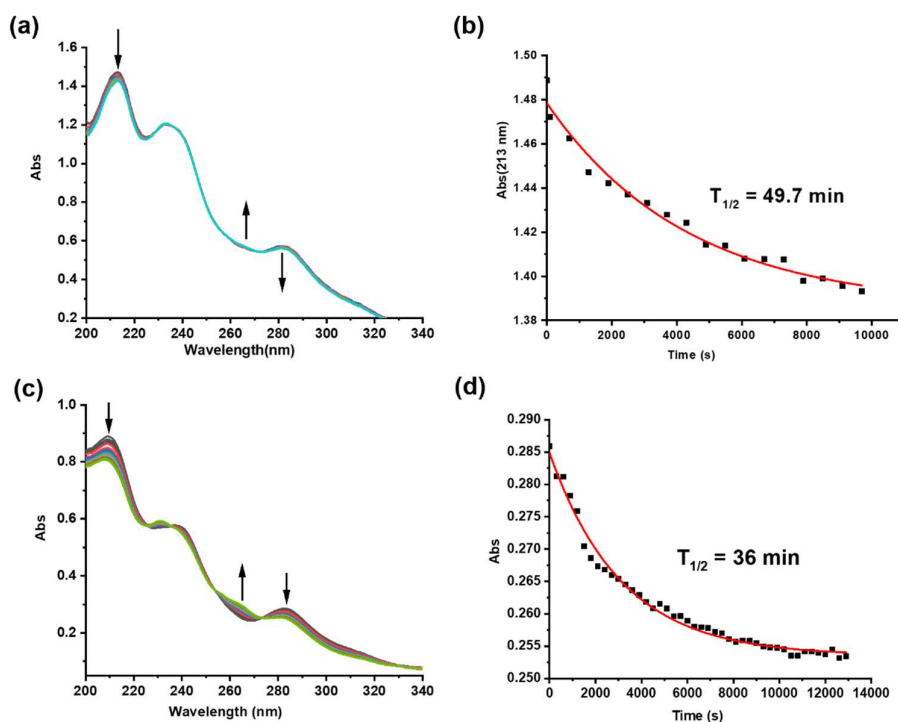 (a)
1.6
1.4
1.2
1.0
0.8
0.6
0.4
0.2
Abs
200 220 240 260 280 300 320 340
Wavelength(nm)
(b)
1.50
1.48
1.46
1.44
1.42
1.40
1.38
Abs(213 nm)
T1/2 = 49.7 min
0 2000 4000 6000 8000 10000
Time (s)
(c)
1.0
0.8
0.6
0.4
0.2
Abs
200 220 240 260 280 300 320 340
Wavelength (nm)
(d)
0.290
0.285
0.280
0.275
0.270
0.265
0.260
0.255
0.250
Abs
T1/2 = 36 min
0 2000 4000 6000 8000 10000 12000 14000
Time (s)